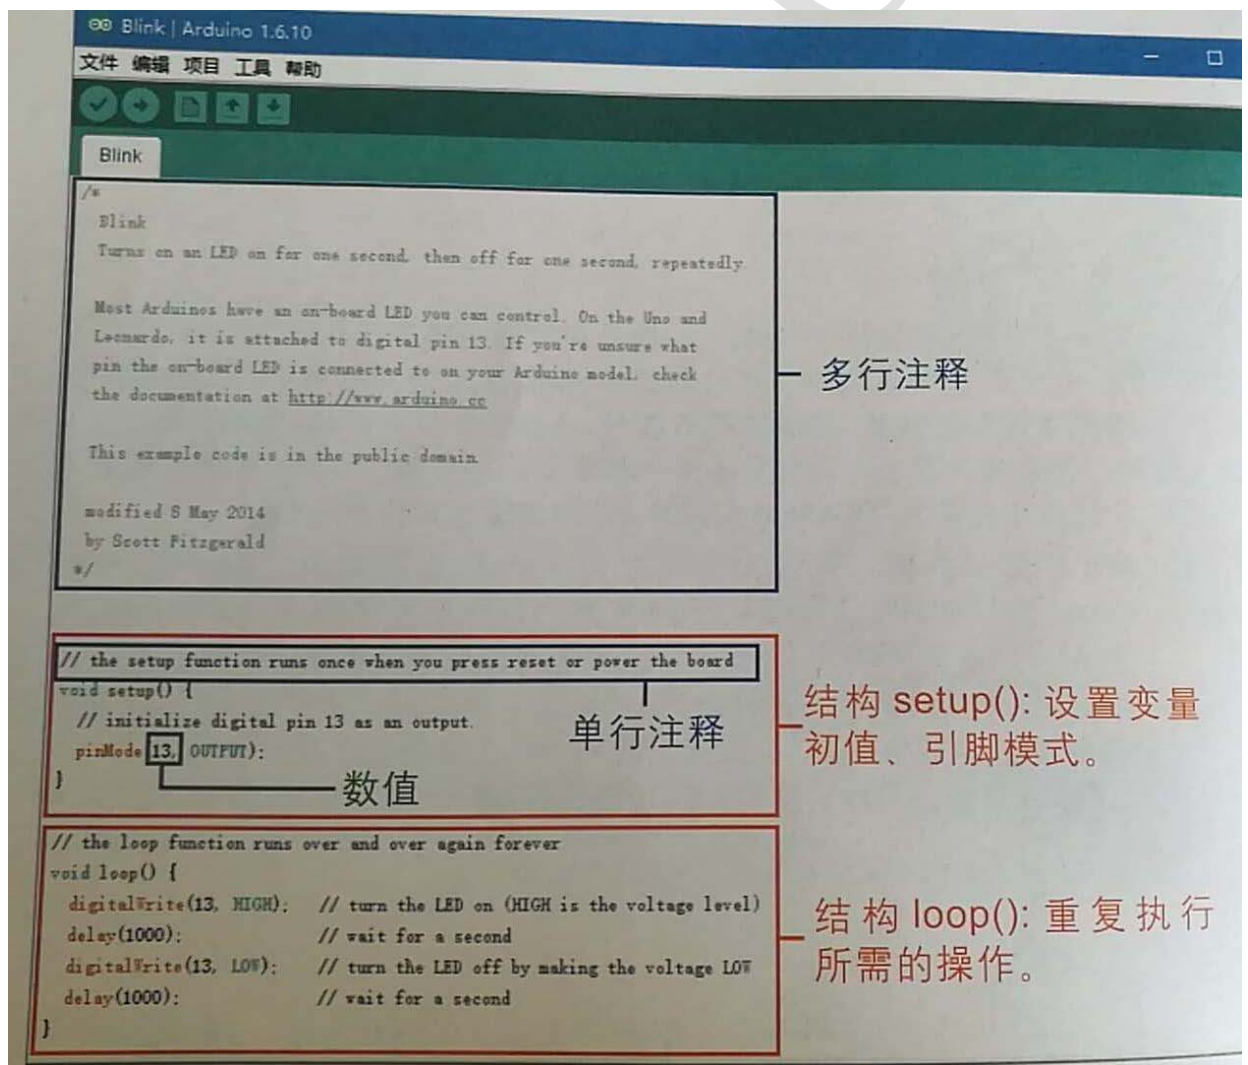 Blink | Arduino 1.6.10
文件 编辑 项目 工具 帮助
Blink
/*
Blink
Turns on an LED on for one second, then off for one second, repeatedly.
Most Arduinos have an on-board LED you can control. On the Uno and
Leonardo, it is attached to digital pin 13. If you're unsure what
pin the on-board LED is connected to on your Arduino model, check
the documentation at http://www.arduino.cc
This example code is in the public domain.
modified 8 May 2014
by Scott Fitzgerald
*/
多行注释
// the setup function runs once when you press reset or power the board
void setup() {
// initialize digital pin 13 as an output.
pinMode(13, OUTPUT);
}
单行注释
数值
结构 setup(): 设置变量
初值、引脚模式。
// the loop function runs over and over again forever
void loop() {
digitalWrite(13, HIGH); // turn the LED on (HIGH is the voltage level)
delay(1000); // wait for a second
digitalWrite(13, LOW); // turn the LED off by making the voltage LOW
delay(1000); // wait for a second
}
结构 loop(): 重复执行
所需的操作。